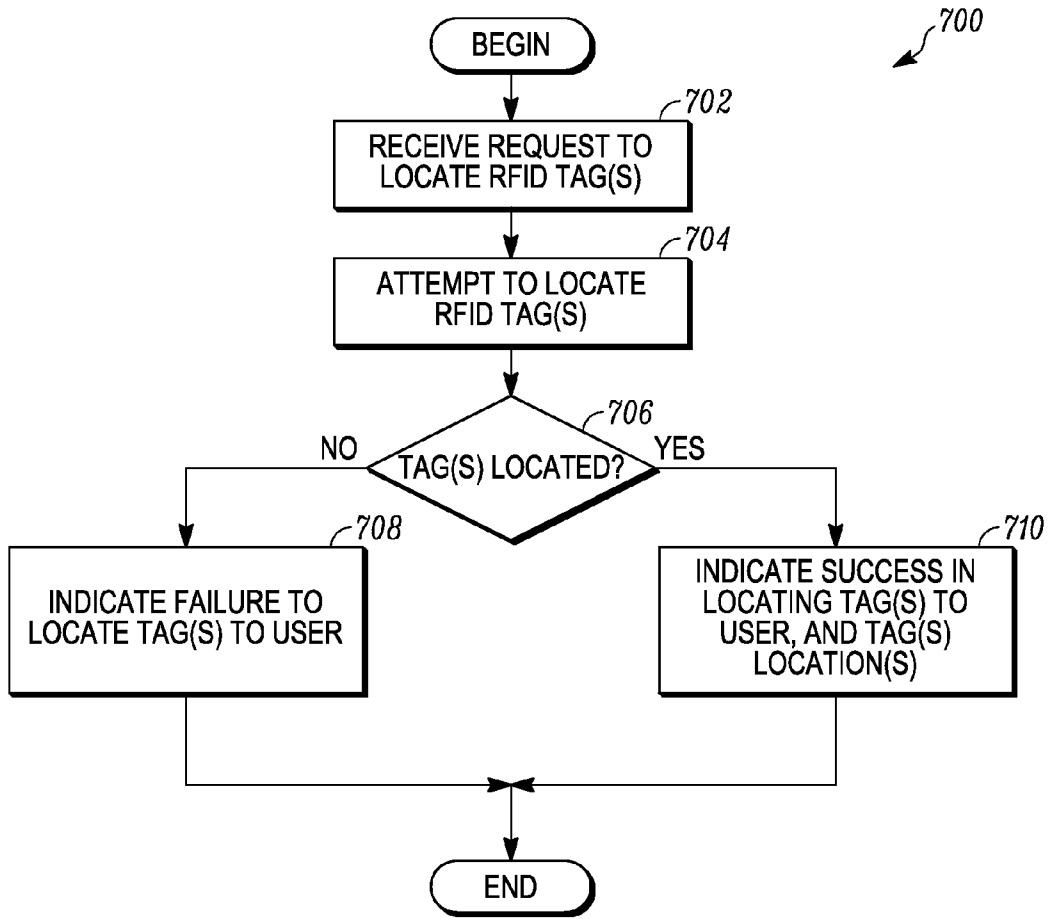 BEGIN
700
702
RECEIVE REQUEST TO
LOCATE RFID TAG(S)
704
ATTEMPT TO LOCATE
RFID TAG(S)
706
NO
TAG(S) LOCATED?
YES
708
INDICATE FAILURE TO
LOCATE TAG(S) TO USER
710
INDICATE SUCCESS IN
LOCATING TAG(S) TO
USER, AND TAG(S)
LOCATION(S)
END